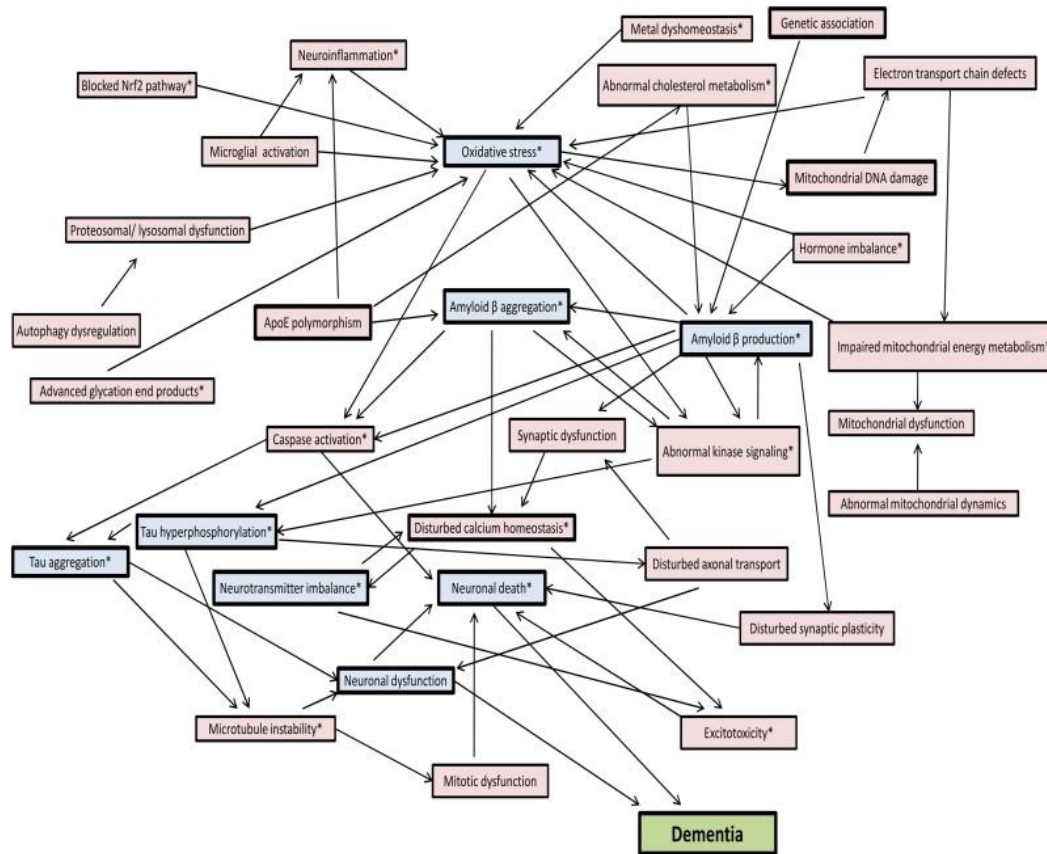 Genetic association
Metal dyshomeostasis*
Neuroinflammation*
Electron transport chain defects
Blocked Nrf2 pathway*
Abnormal cholesterol metabolism*
Microglial activation
Oxidative stress*
Mitochondrial DNA damage
Proteosomal/ lysosomal dysfunction
Hormone imbalance*
Amyloid β aggregation*
ApoE polymorphism
Autophagy dysregulation
Amyloid β production*
Impaired mitochondrial energy metabolism*
Advanced glycation end products*
Mitochondrial dysfunction
Caspase activation*
Synaptic dysfunction
Abnormal kinase signaling*
Abnormal mitochondrial dynamics
Tau hyperphosphorylation*
Disturbed calcium homeostasis*
Tau aggregation*
Disturbed axonal transport
Neurotransmitter imbalance*
Neuronal death*
Disturbed synaptic plasticity
Neuronal dysfunction
Microtubule instability*
Excitotoxicity*
Mitotic dysfunction
Dementia